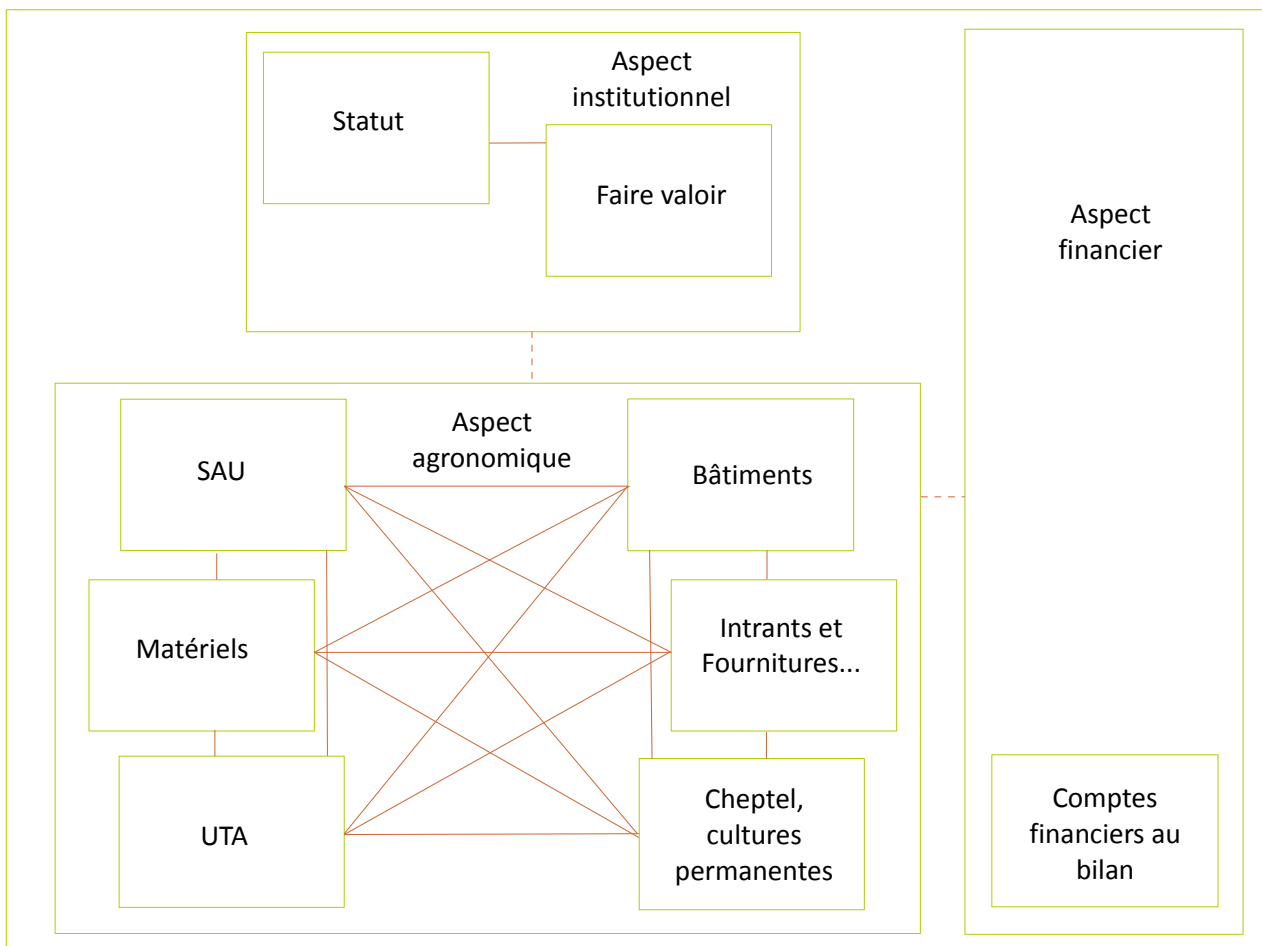 Aspect
institutionnel
Statut
Faire valoir
Aspect
financier
Aspect
agronomique
SAU
Bâtiments
Matériels
Intrants et
Fournitures...
UTA
Cheptel,
cultures
permanentes
Comptes
financiers au
bilan